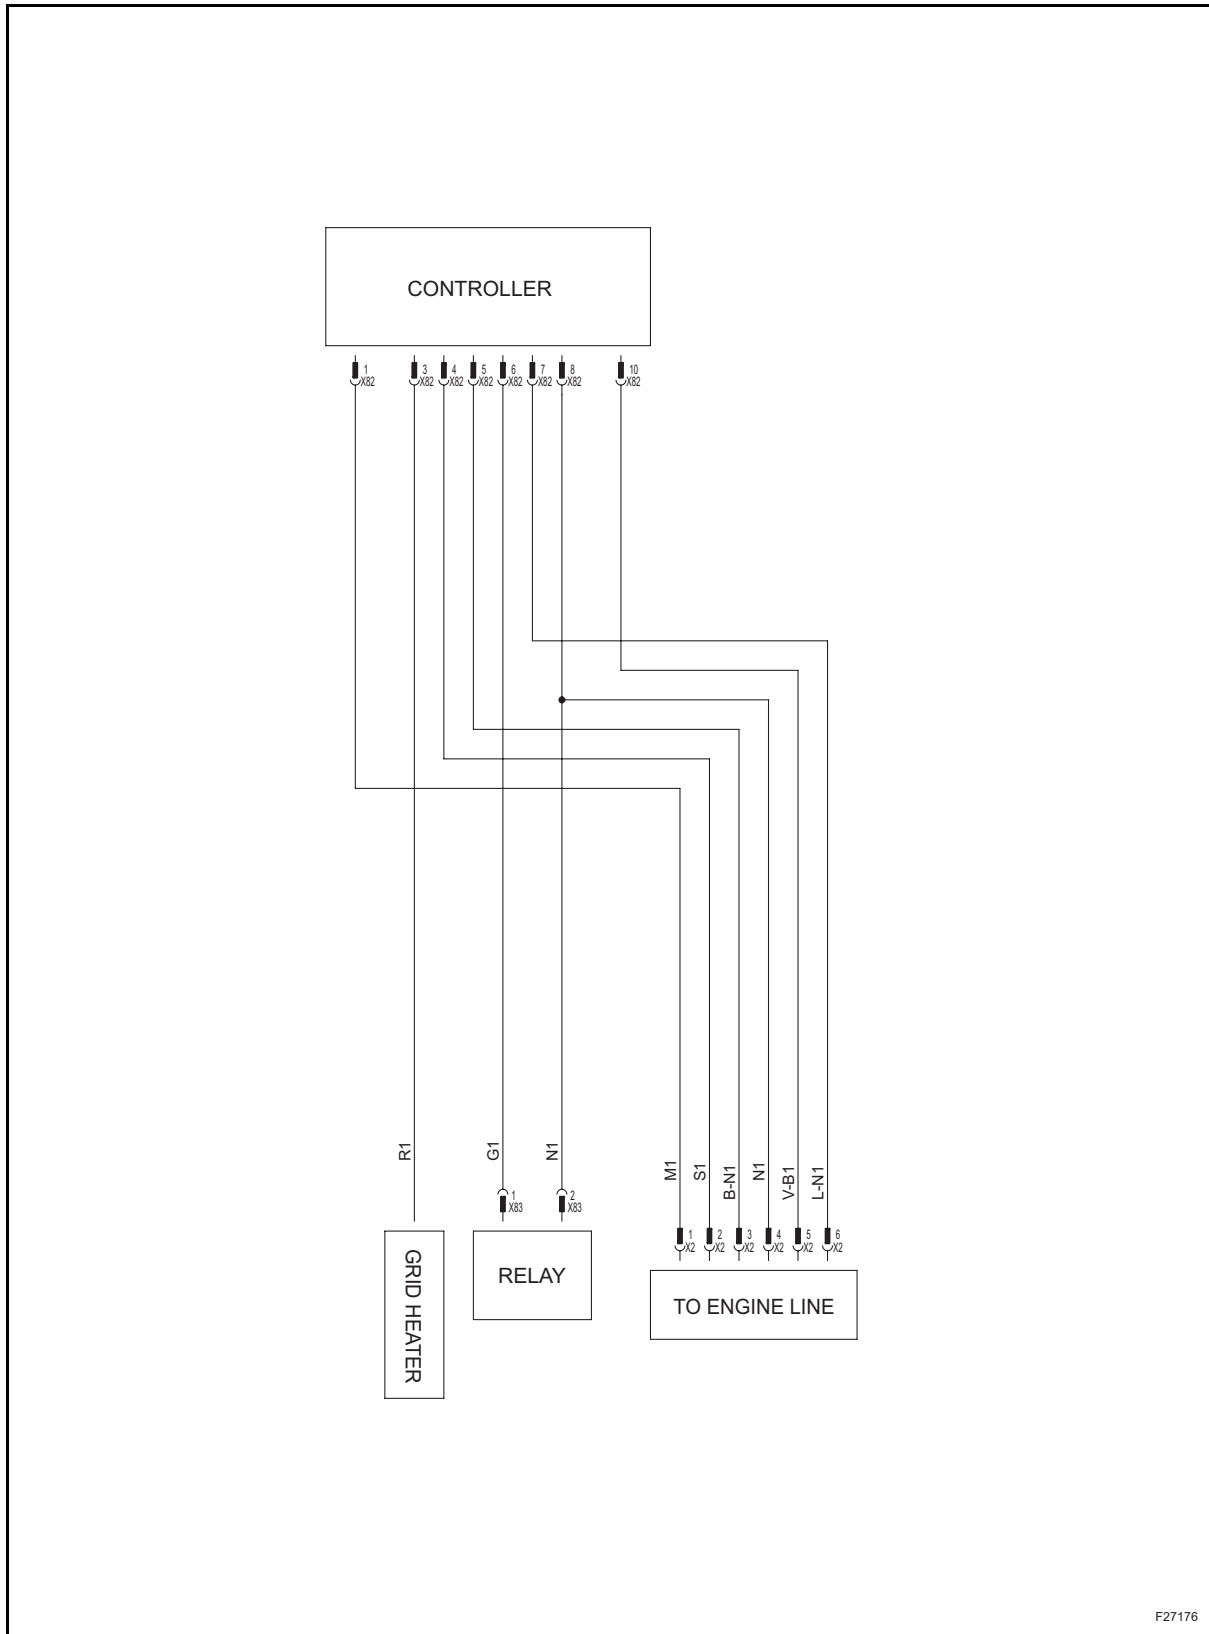 CONTROLLER
1
X82
3
X82
4
X82
5
X82
6
X82
7
X82
8
X82
10
X82
R1
G1
N1
M1
S1
B-N1
N1
V-B1
L-N1
1
X83
2
X83
1
X2
2
X2
3
X2
4
X2
5
X2
6
X2
GRID HEATER
RELAY
TO ENGINE LINE
F27176